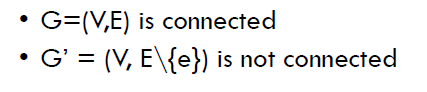 • G=(V,E) is connected
• G’ = (V, E\{e}) is not connected